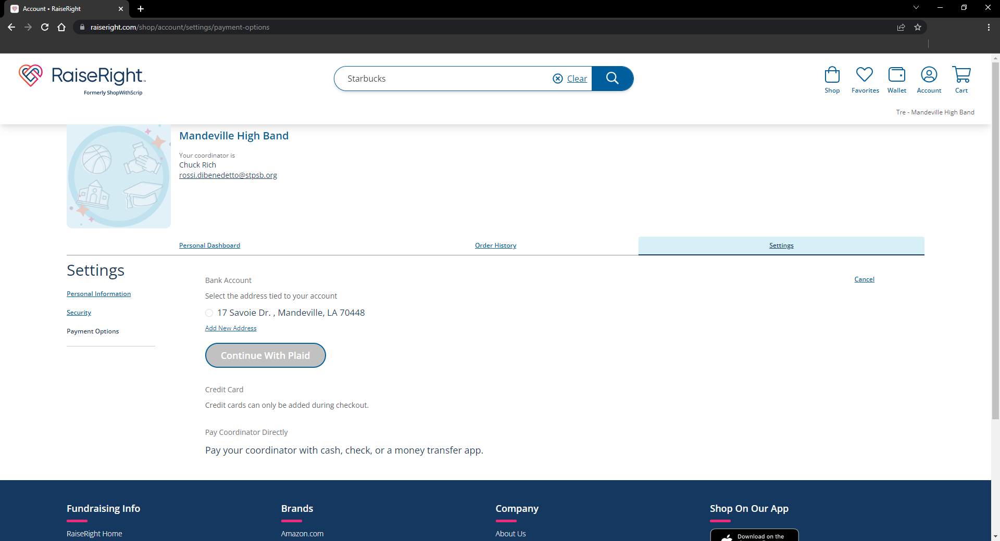 Account • RaiseRight
raiseright.com/shop/account/settings/payment-options
RaiseRight
Formerly ShopWithScrip
Starbucks
Clear
Shop
Favorites
Wallet
Account
Cart
Tre - Mandeville High Band
Mandeville High Band
Your coordinator is
Chuck Rich
rossi.dibenedetto@stpsb.org
Personal Dashboard
Order History
Settings
Settings
Personal Information
Security
Payment Options
Bank Account
Cancel
Select the address tied to your account
17 Savoie Dr. , Mandeville, LA 70448
Add New Address
Continue With Plaid
Credit Card
Credit cards can only be added during checkout.
Pay Coordinator Directly
Pay your coordinator with cash, check, or a money transfer app.
Fundraising Info
RaiseRight Home
Brands
Amazon.com
Company
About Us
Shop On Our App
Download on the